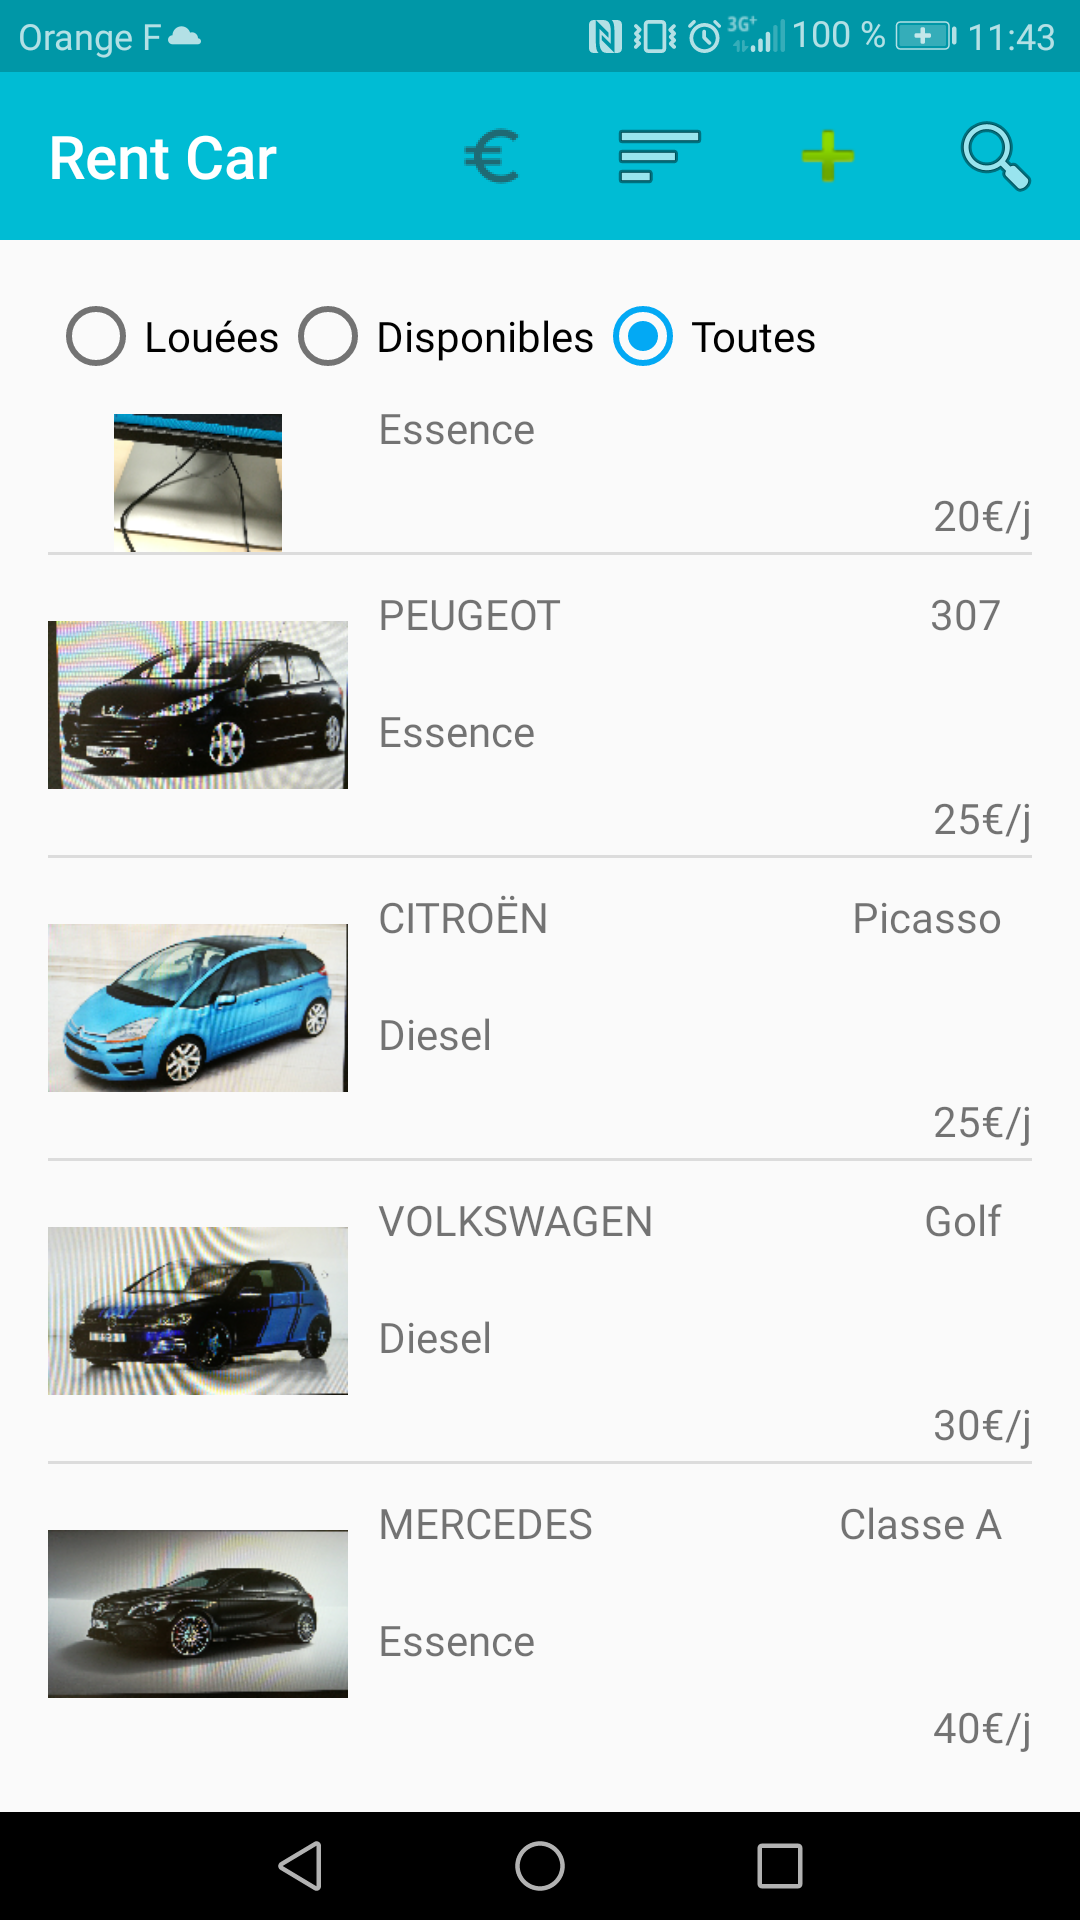 Orange F 3G+ 100 % 11:43
Rent Car €
Louées Disponibles Toutes
Essence
20€/j
PEUGEOT 307
Essence
25€/j
CITROËN Picasso
Diesel
25€/j
VOLKSWAGEN Golf
Diesel
30€/j
MERCEDES Classe A
Essence
40€/j